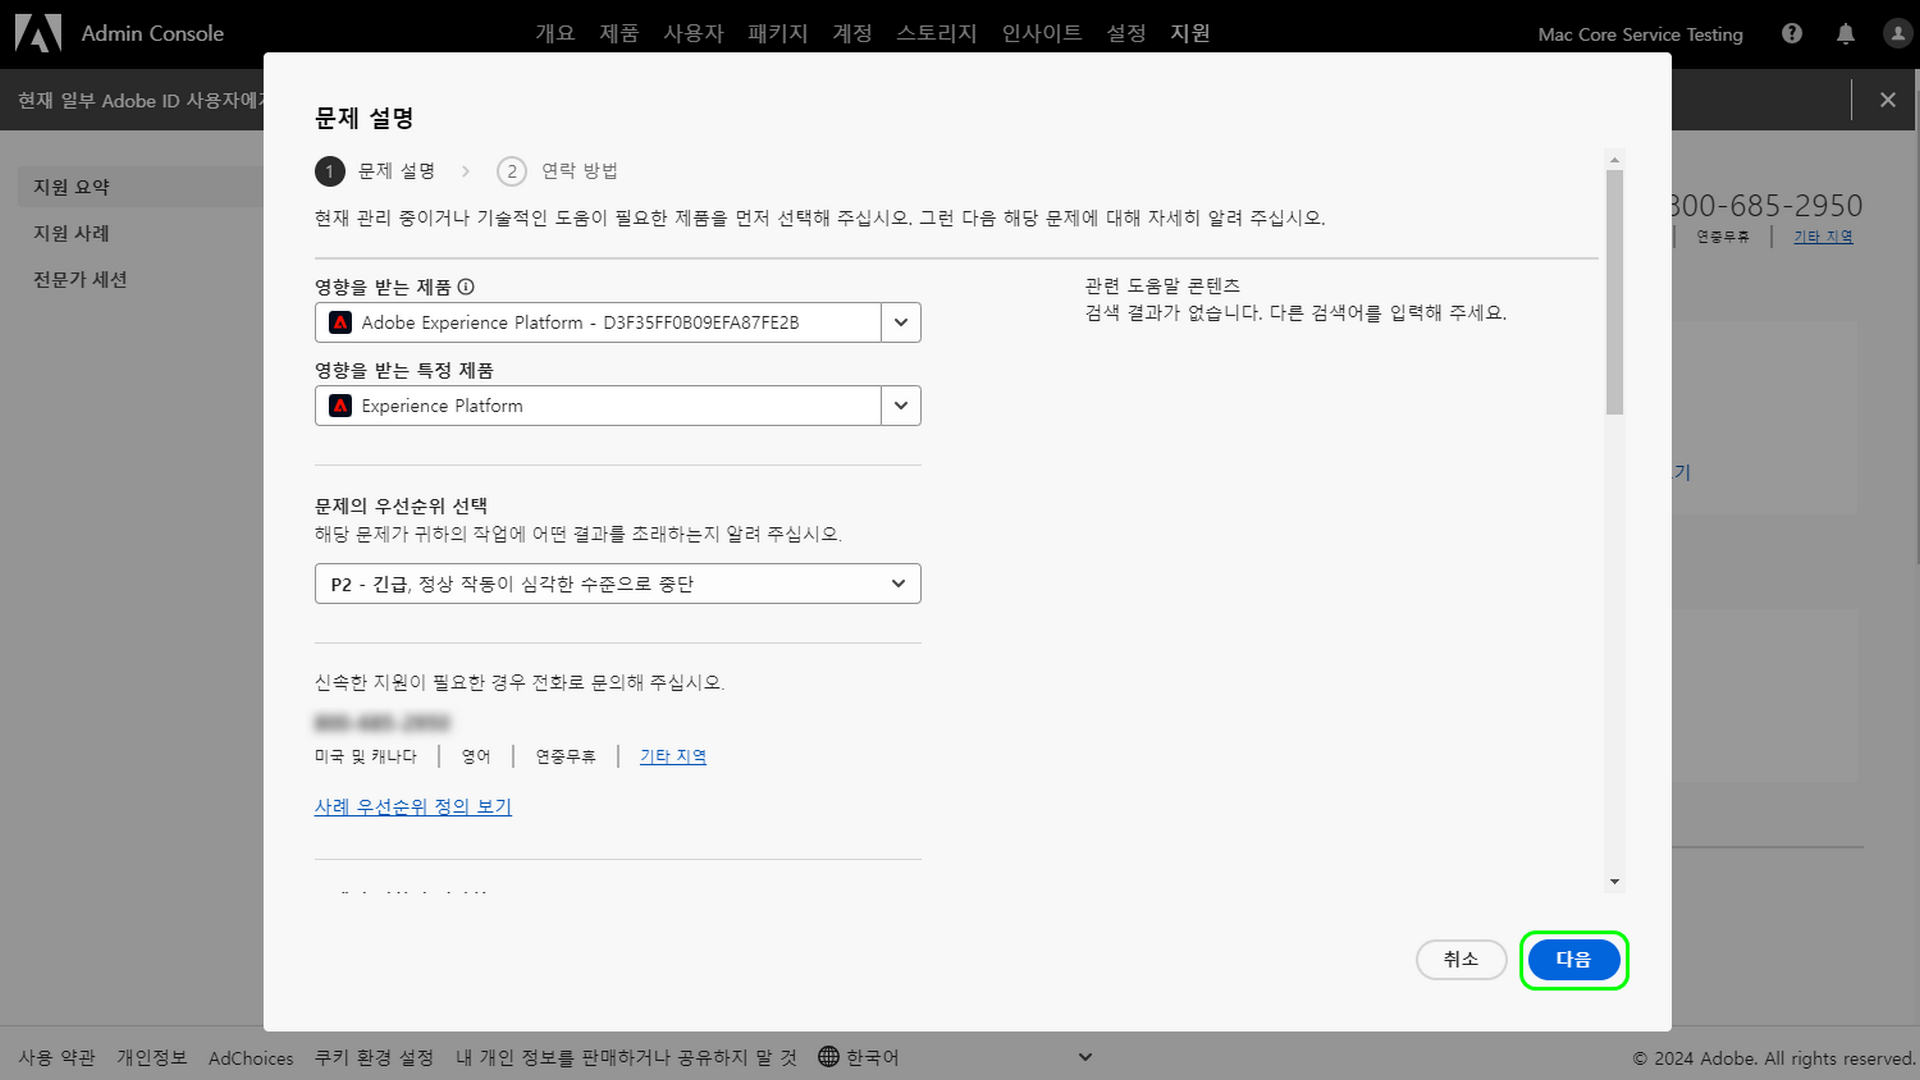 Admin Console
개요 제품 사용자 패키지 계정 스토리지 인사이트 설정 지원
Mac Core Service Testing
현재 일부 Adobe ID 사용자에게
지원 요약
지원 사례
전문가 세션
800-685-2950
연중무휴 기타 지역
기
문제 설명
1 문제 설명 2 연락 방법
현재 관리 중이거나 기술적인 도움이 필요한 제품을 먼저 선택해 주십시오. 그런 다음 해당 문제에 대해 자세히 알려 주십시오.
영향을 받는 제품
Adobe Experience Platform - D3F35FF0B09EFA87FE2B
영향을 받는 특정 제품
Experience Platform
관련 도움말 콘텐츠
검색 결과가 없습니다. 다른 검색어를 입력해 주세요.
문제의 우선순위 선택
해당 문제가 귀하의 작업에 어떤 결과를 초래하는지 알려 주십시오.
P2 - 긴급, 정상 작동이 심각한 수준으로 중단
신속한 지원이 필요한 경우 전화로 문의해 주십시오.
미국 및 캐나다 영어 연중무휴 기타 지역
사례 우선순위 정의 보기
취소 다음
사용 약관 개인정보 AdChoices 쿠키 환경 설정 내 개인 정보를 판매하거나 공유하지 말 것 한국어
© 2024 Adobe. All rights reserved.